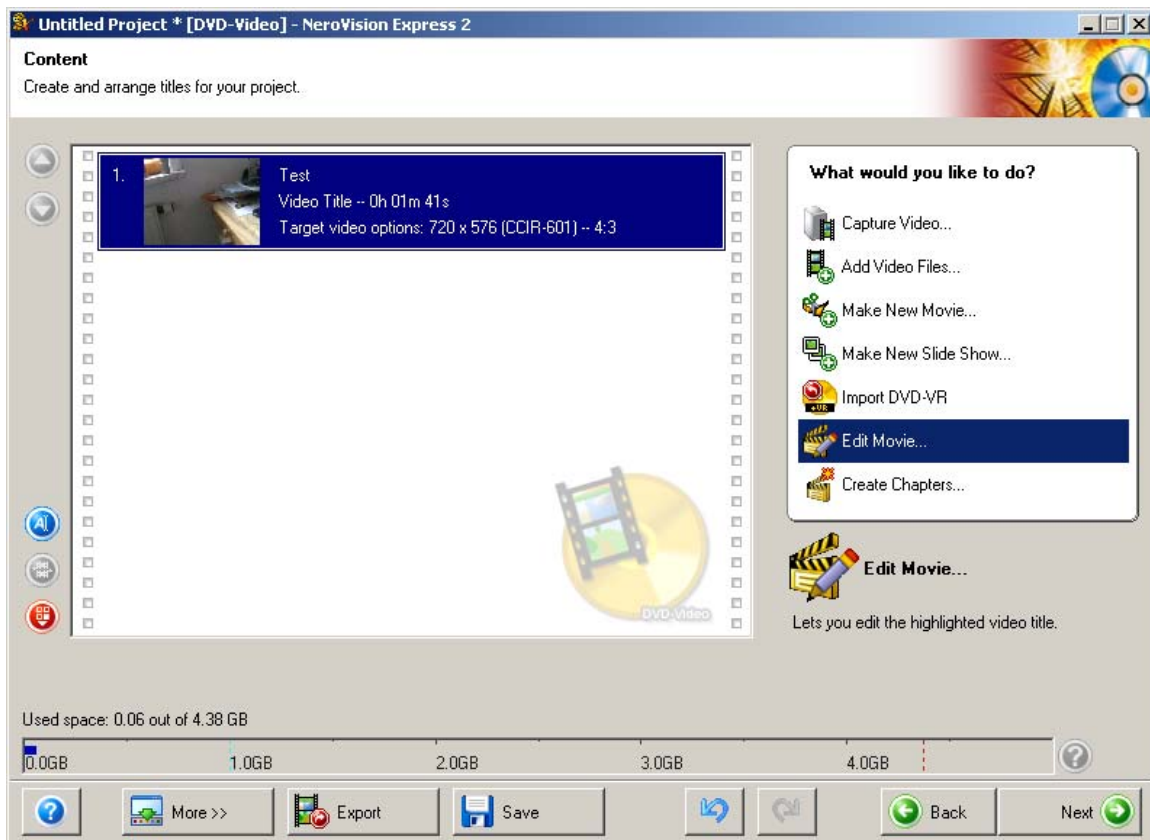 Untitled Project * [DVD-Video] - NeroVision Express 2
Content
Create and arrange titles for your project.
1.
Test
Video Title -- 0h 01m 41s
Target video options: 720 x 576 (CCIR-601) -- 4:3
DVD-Video
What would you like to do?
Capture Video...
Add Video Files...
Make New Movie...
Make New Slide Show...
+VR
Import DVD-VR
Edit Movie...
Create Chapters...
Edit Movie...
Lets you edit the highlighted video title.
Used space: 0.06 out of 4.38 GB
0.0GB 1.0GB 2.0GB 3.0GB 4.0GB ?
? More >> Export Save Back Next